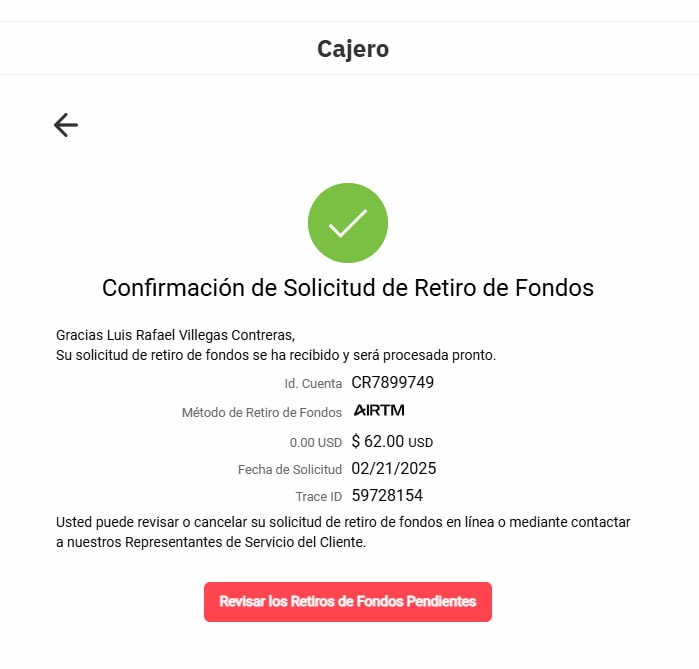 Cajero
Confirmación de Solicitud de Retiro de Fondos
Gracias Luis Rafael Villegas Contreras,
Su solicitud de retiro de fondos se ha recibido y será procesada pronto.
Id. Cuenta CR7899749
Método de Retiro de Fondos AIRTM
0.00 USD $ 62.00 USD
Fecha de Solicitud 02/21/2025
Trace ID 59728154
Usted puede revisar o cancelar su solicitud de retiro de fondos en línea o mediante contactar
a nuestros Representantes de Servicio del Cliente.
Revisar los Retiros de Fondos Pendientes